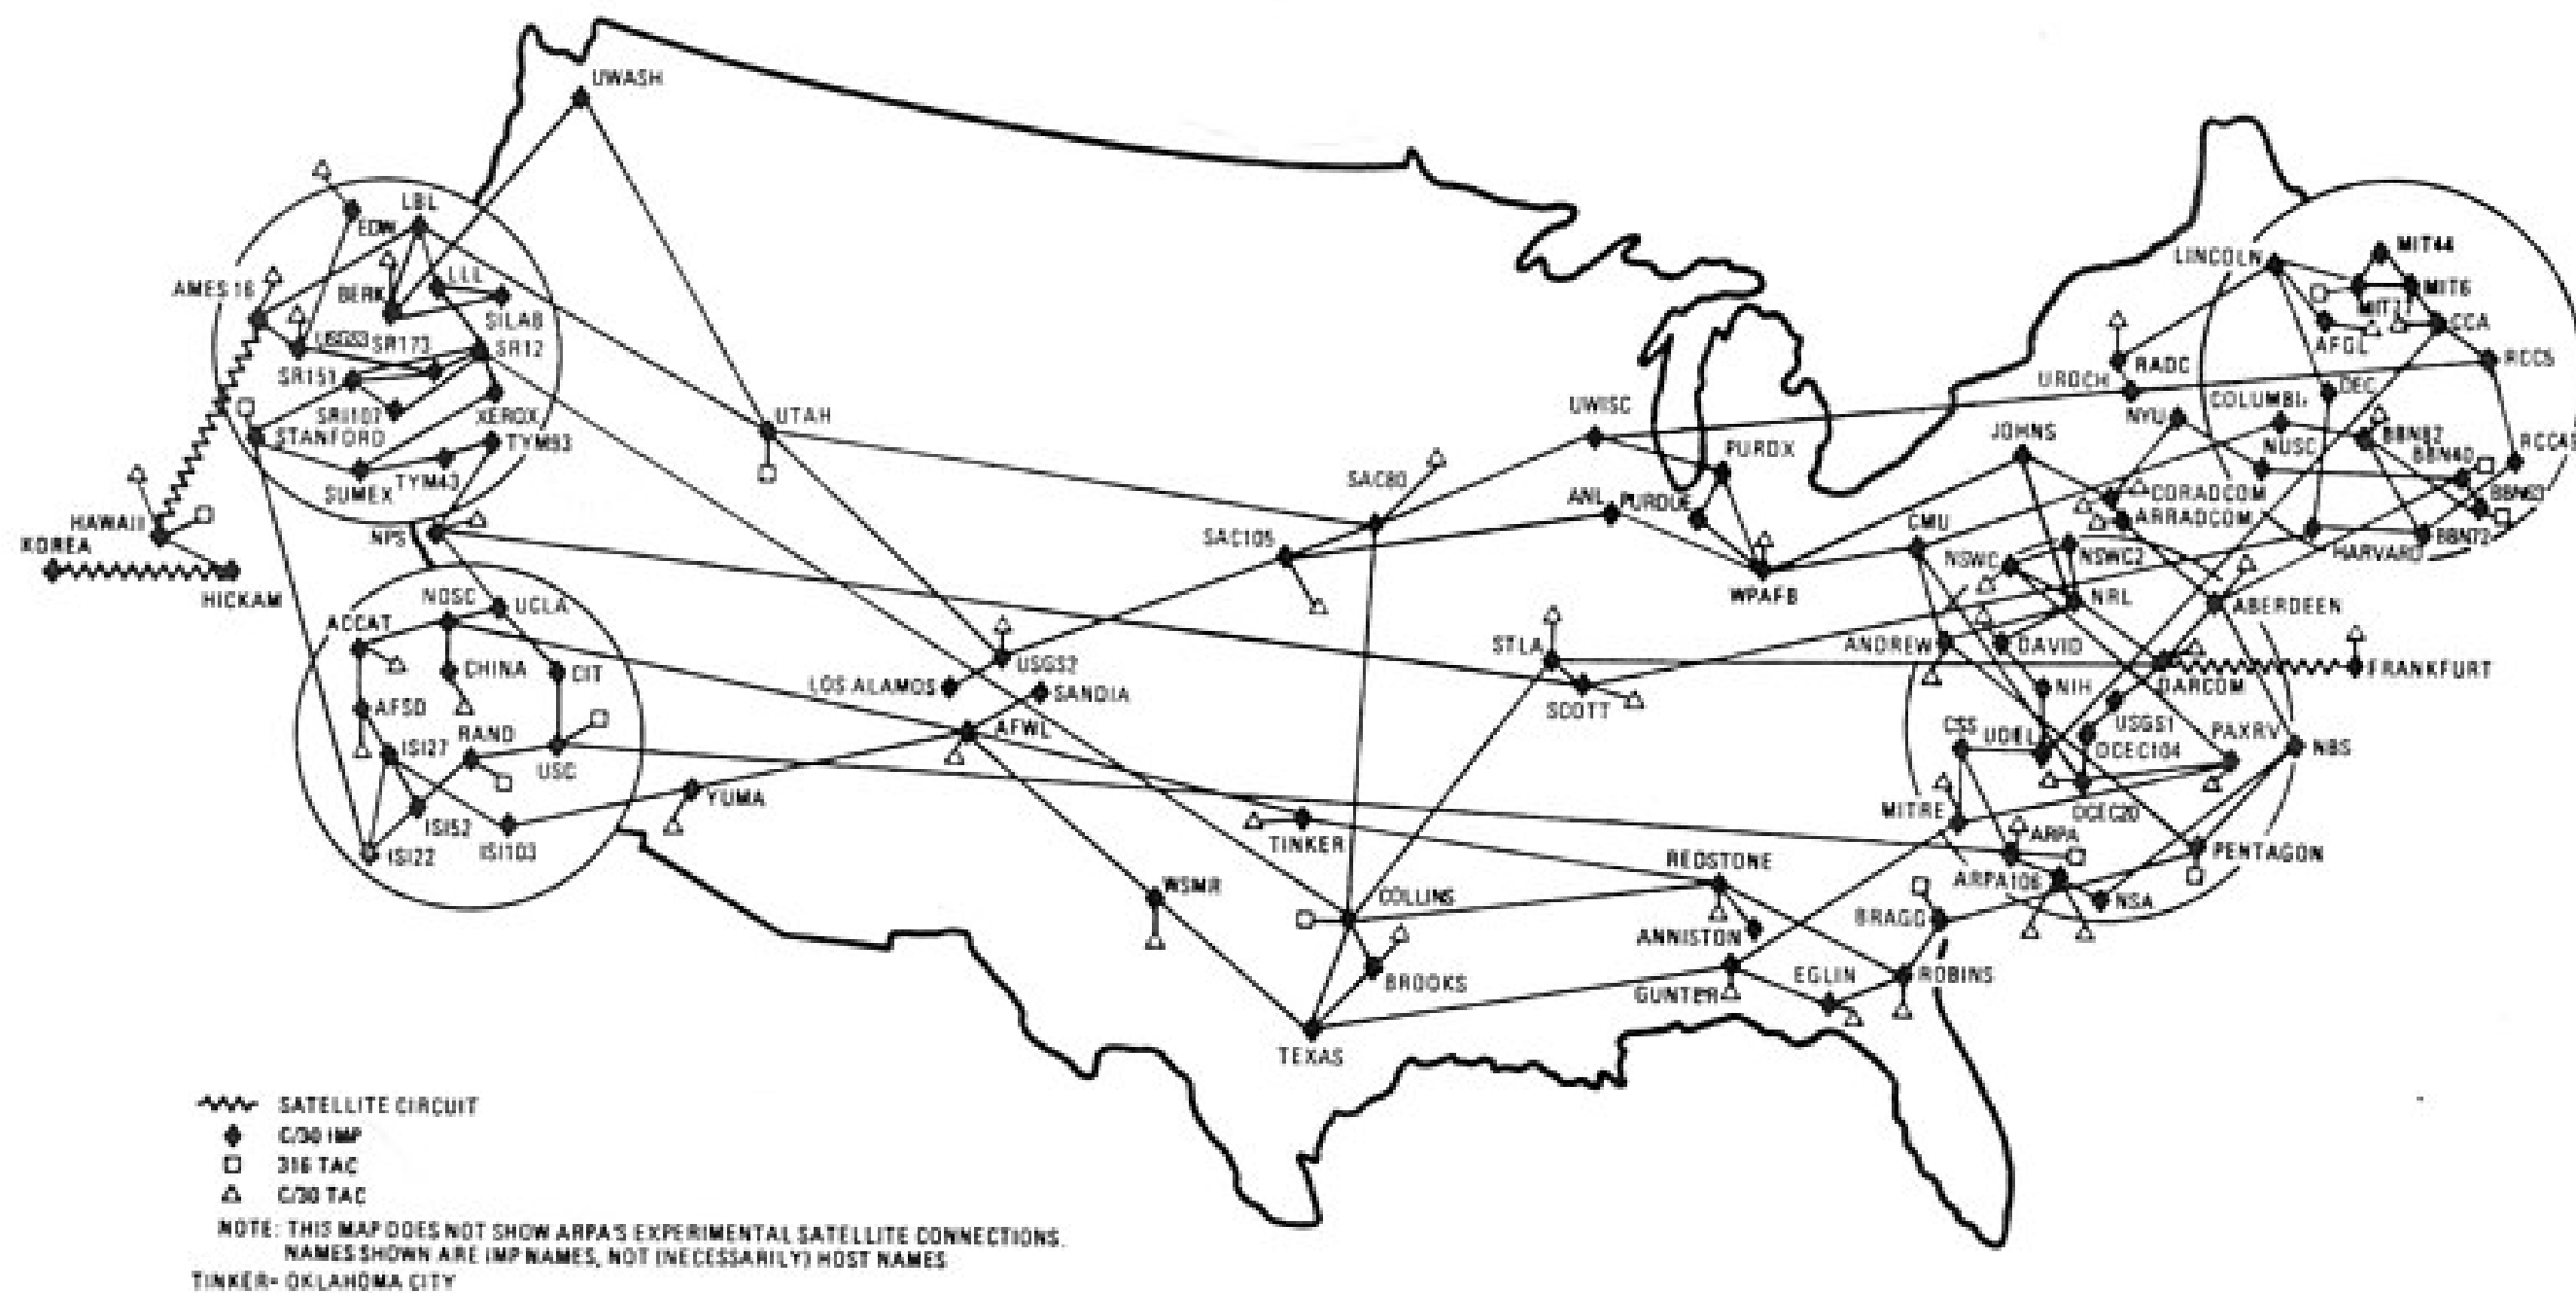 UWASH
LBL
EDW
AMES 16
LLL
BERK
SILAB
USGS3
SR173
SR12
SR151
SRI107
XEROX
STANFORD
TYM93
TYM43
SUMEX
HAWAII
KOREA
HICKAM
NPS
UTAH
NOSC
UCLA
ACCAT
CHINA
CIT
AFSD
ISI27
RAND
USC
ISI52
ISI22
ISI103
YUMA
LOS ALAMOS
USGS2
SANDIA
AFWL
WSMR
TINKER
COLLINS
BROOKS
TEXAS
SAC80
SAC105
UWISC
PURDX
ANL
PURDUE
WPAFB
STLA
SCOTT
REDSTONE
ANNISTON
GUNTER
EGLIN
ROBINS
BRAGG
LINCOLN
MIT44
MIT6
CCA
AFGL
RADC
RCC5
UROCH
DEC
NYU
NUSC
BBN82
BBN40
BBN63
BBN72
HARVARD
CORADCOM
ARRADCOM
JOHNS
CMU
NSWC
NSWC2
NRL
ABERDEEN
ANDREW
DAVID
FRANKFURT
NIH
DARCOM
USGS1
CSS
UDEL
DCEC104
PAXRV
NBS
MITRE
DCEC20
ARPA
PENTAGON
ARPA106
NSA
SATELLITE CIRCUIT
C/30 IMP
316 TAC
C/30 TAC
NOTE: THIS MAP DOES NOT SHOW ARPA'S EXPERIMENTAL SATELLITE CONNECTIONS.
NAMES SHOWN ARE IMP NAMES, NOT (NECESSARILY) HOST NAMES
TINKER= OKLAHOMA CITY